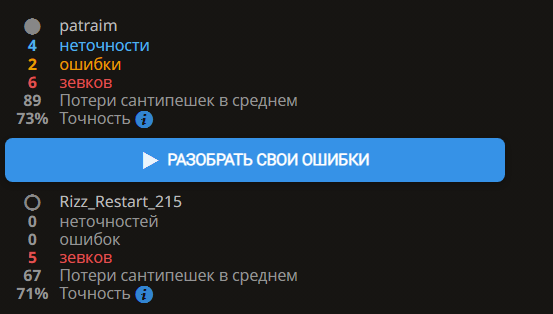 patraim
4 неточности
2 ошибки
6 зевков
89 Потери сантипешек в среднем
73% Точность i
РАЗОБРАТЬ СВОИ ОШИБКИ
Rizz_Restart_215
0 неточностей
0 ошибок
5 зевков
67 Потери сантипешек в среднем
71% Точность i